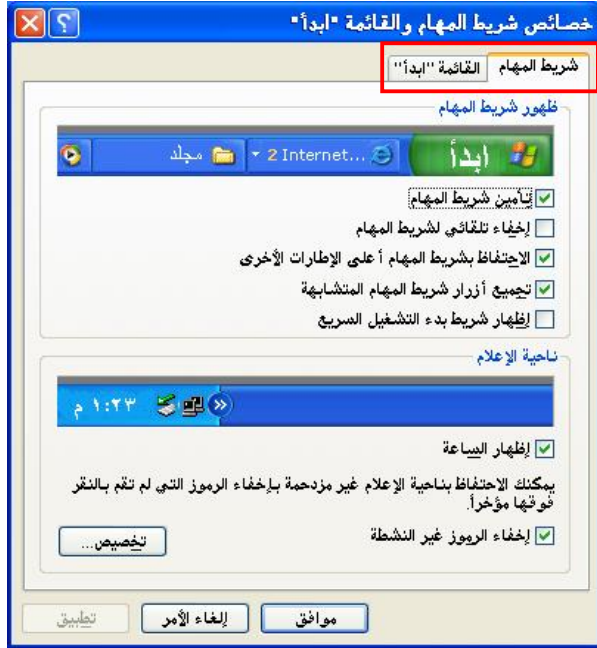 خصائص شريط المهام والقائمة "ابدأ"
شريط المهام
القائمة "ابدأ"
ظهور شريط المهام
ابدأ
2 Internet...
مجلد
تأمين شريط المهام
إخفاء تلقائي لشريط المهام
الاحتفاظ بشريط المهام أعلى الإطارات الأخرى
تجميع أزرار شريط المهام المتشابهة
إظهار شريط بدء التشغيل السريع
ناحية الإعلام
١:٢٣ م
إظهار الساعة
يمكنك الاحتفاظ بناحية الإعلام غير مزدحمة بإخفاء الرموز التي لم تقم بالنقر
فوقها مؤخراً.
إخفاء الرموز غير النشطة
تخصيص...
موافق
إلغاء الأمر
تطبيق